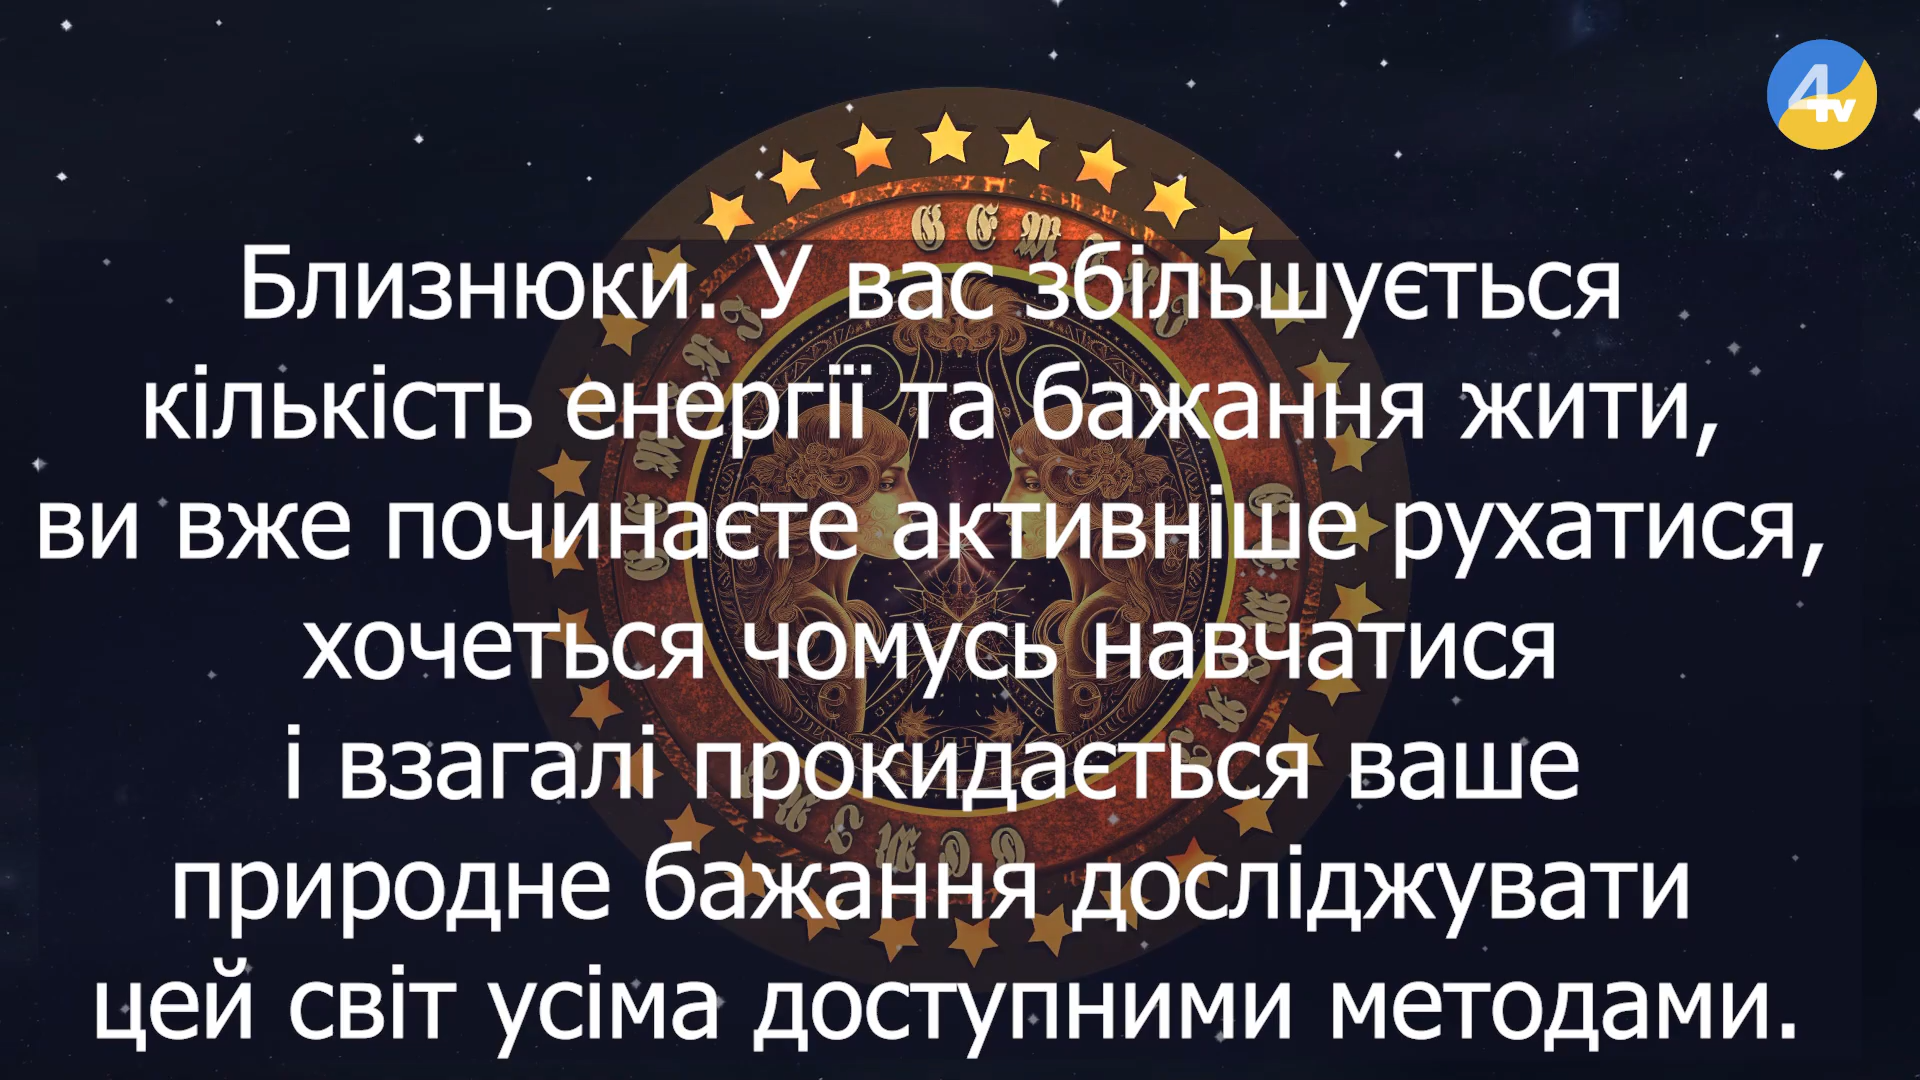 4tv
Близнюки. У вас збільшується
кількість енергії та бажання жити,
ви вже починаєте активніше рухатися,
хочеться чомусь навчатися
і взагалі прокидається ваше
природне бажання досліджувати
цей світ усіма доступними методами.